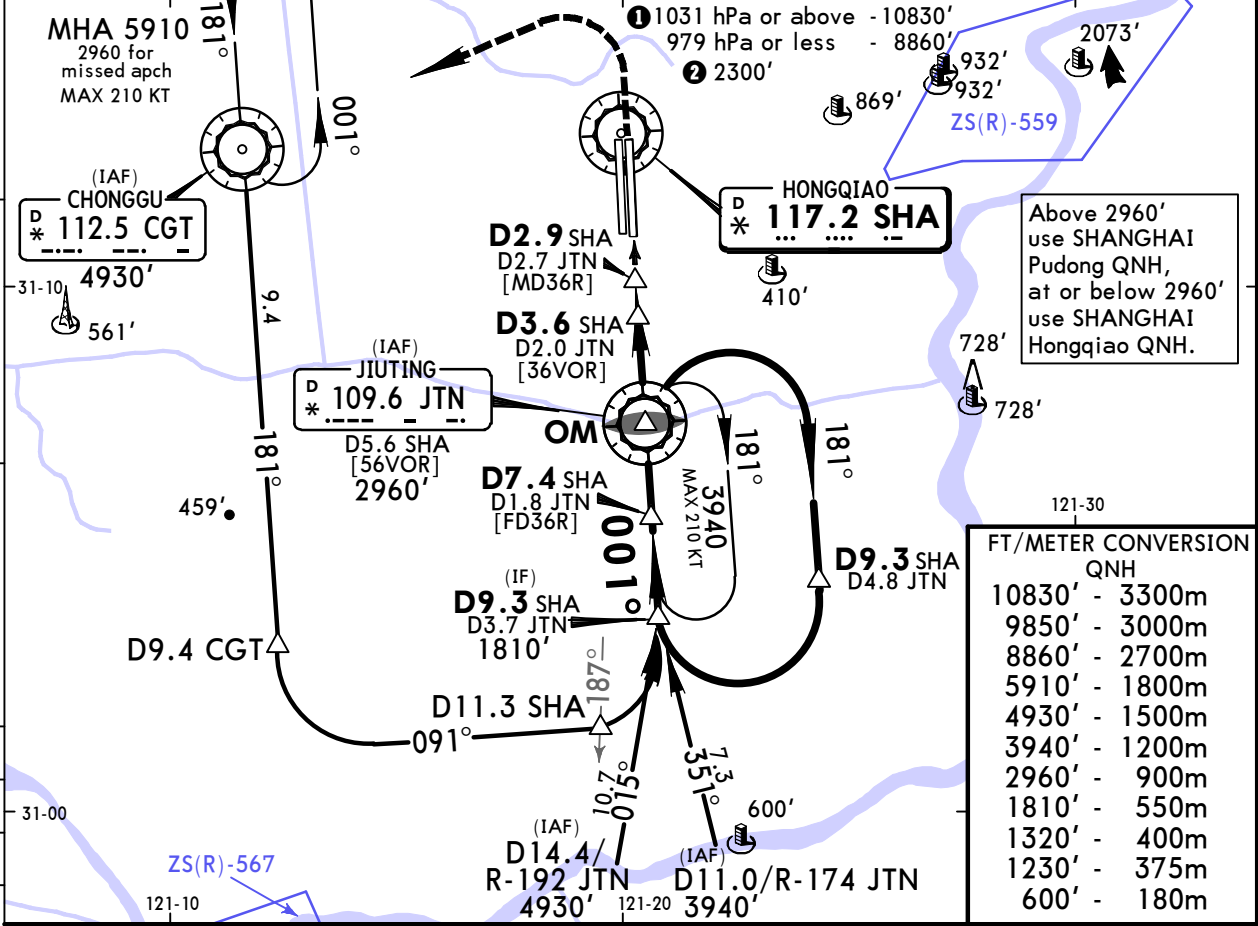 181°
MHA 5910
2960 for
missed apch
MAX 210 KT
001°
❶ 1031 hPa or above - 10830'
979 hPa or less - 8860'
❷ 2300'
2073'
932'
932'
869'
ZS(R)-559
(IAF)
CHONGGU
D
* 112.5 CGT
4930'
HONGQIAO
D
* 117.2 SHA
Above 2960'
use SHANGHAI
Pudong QNH,
at or below 2960'
use SHANGHAI
Hongqiao QNH.
D2.9 SHA
D2.7 JTN
[MD36R]
31-10
561'
9.4
410'
D3.6 SHA
D2.0 JTN
[36VOR]
728'
728'
(IAF)
JIUTING
D
* 109.6 JTN
D5.6 SHA
[56VOR]
2960'
OM
181°
181°
181°
3940
MAX 210 KT
D7.4 SHA
D1.8 JTN
[FD36R]
459'
001°
121-30
D9.3 SHA
D4.8 JTN
(IF)
D9.3 SHA
D3.7 JTN
1810'
D9.4 CGT
187°
D11.3 SHA
091°
10.7
015°
7.3
351°
600'
31-00
(IAF)
D14.4/
R-192 JTN
4930'
(IAF)
D11.0/R-174 JTN
3940'
ZS(R)-567
121-10
121-20
FT/METER CONVERSION
QNH
10830' - 3300m
9850' - 3000m
8860' - 2700m
5910' - 1800m
4930' - 1500m
3940' - 1200m
2960' - 900m
1810' - 550m
1320' - 400m
1230' - 375m
600' - 180m